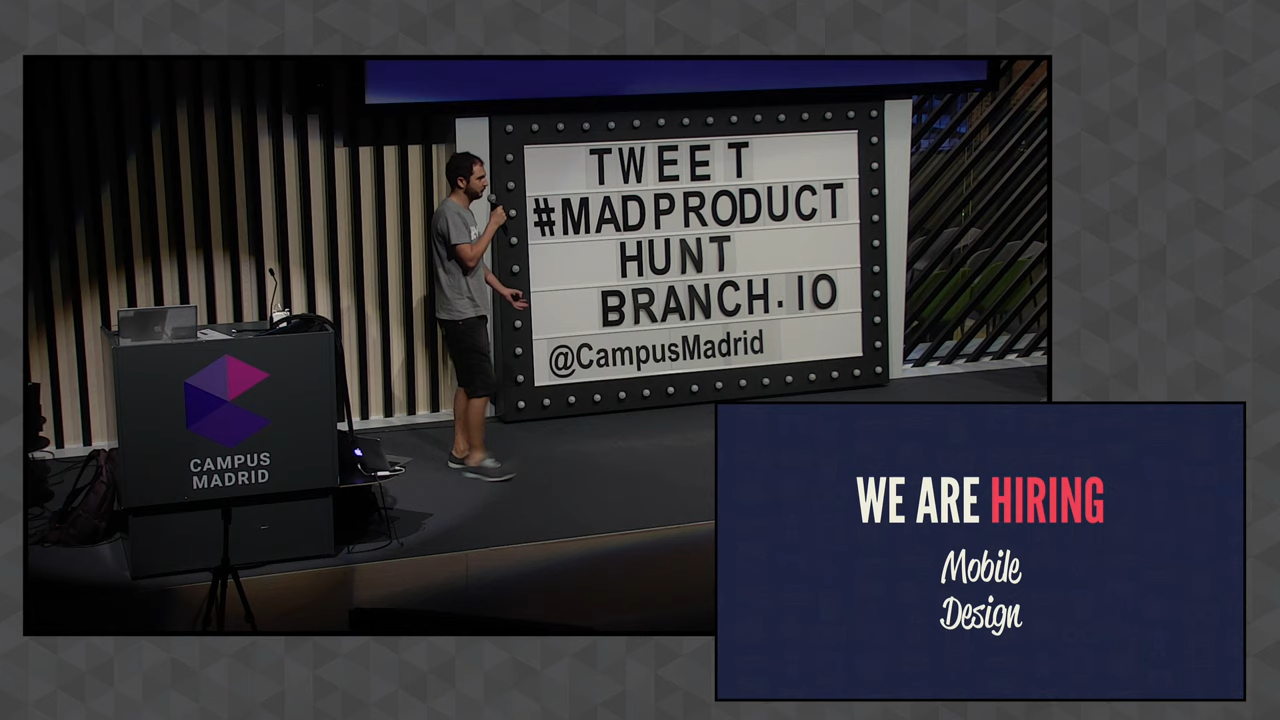 TWEET
#MADPRODUCT
HUNT
BRANCH.IO
@CampusMadrid
CAMPUS
MADRID
WE ARE HIRING
Mobile
Design